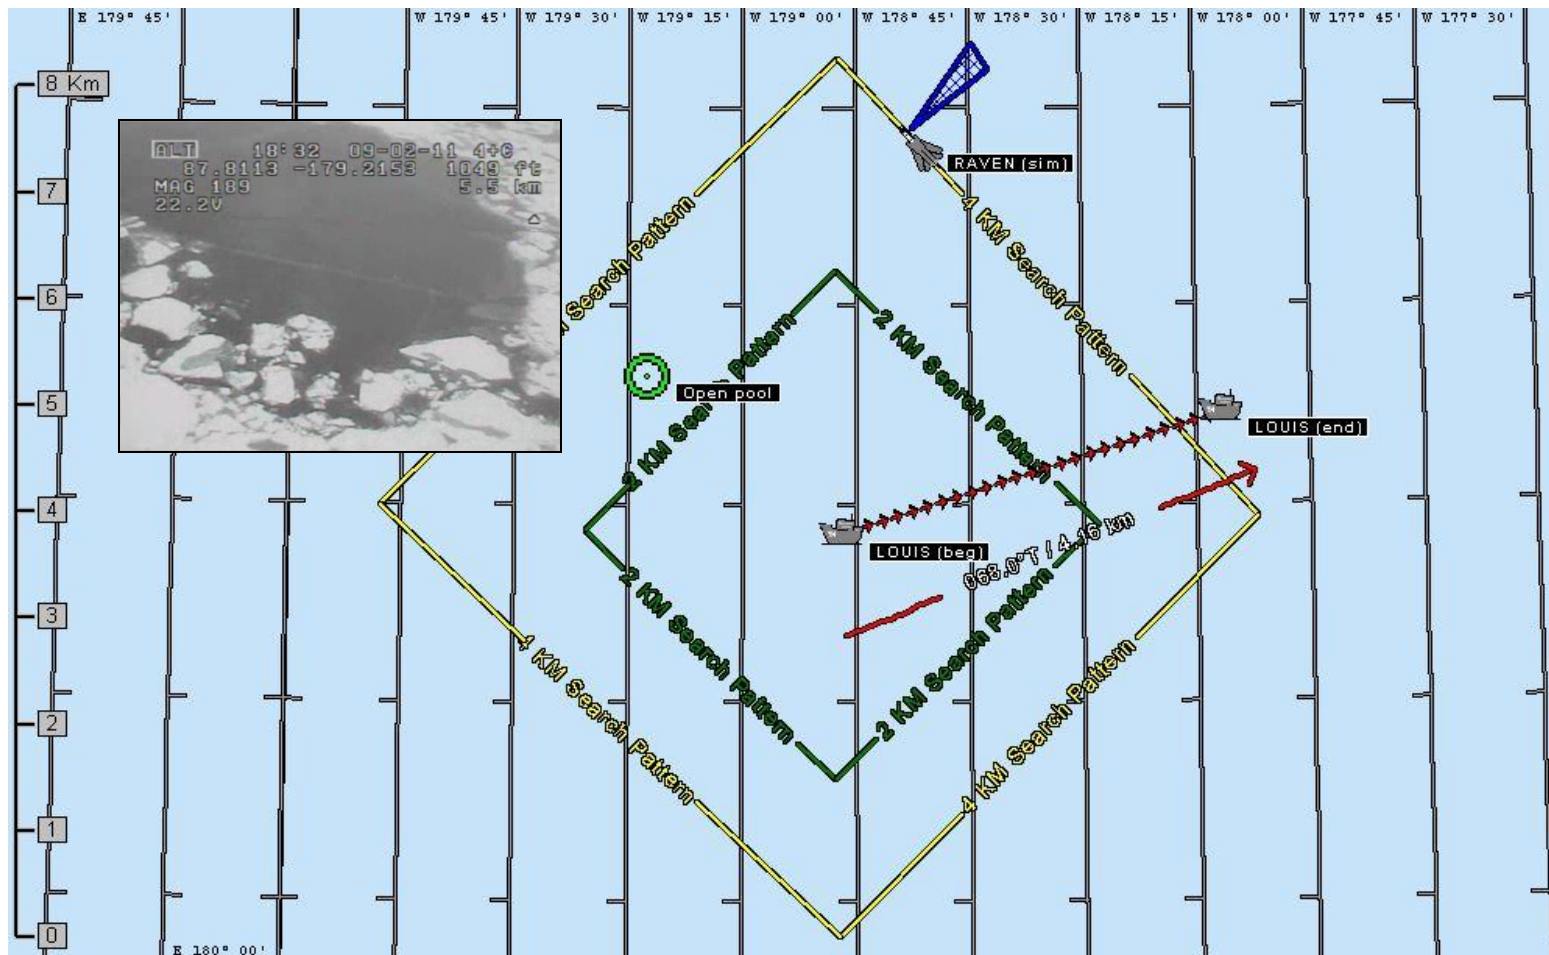 E 179° 45' W 179° 45' W 179° 30' W 179° 15' W 179° 00' W 178° 45' W 178° 30' W 178° 15' W 178° 00' W 177° 45' W 177° 30'
8 Km
ALT 18:32 09-02-11 4+C
87.8113 -179.2153 1049 ft
MAG 189 5.5 km
22.2V
RAVEN (sim)
7
Search Pattern
4 KM Search Pattern
6
2 KM Search Pattern
Pattern
Open pool
5
LOUIS (end)
2 KM Sear
4
LOUIS (beg)
068.0°T / 4.16 km
3
2 KM Search Pattern
2 KM Search Pattern
4 KM Search Pattern
4 KM Search Pattern
2
1
0
E 180° 00'